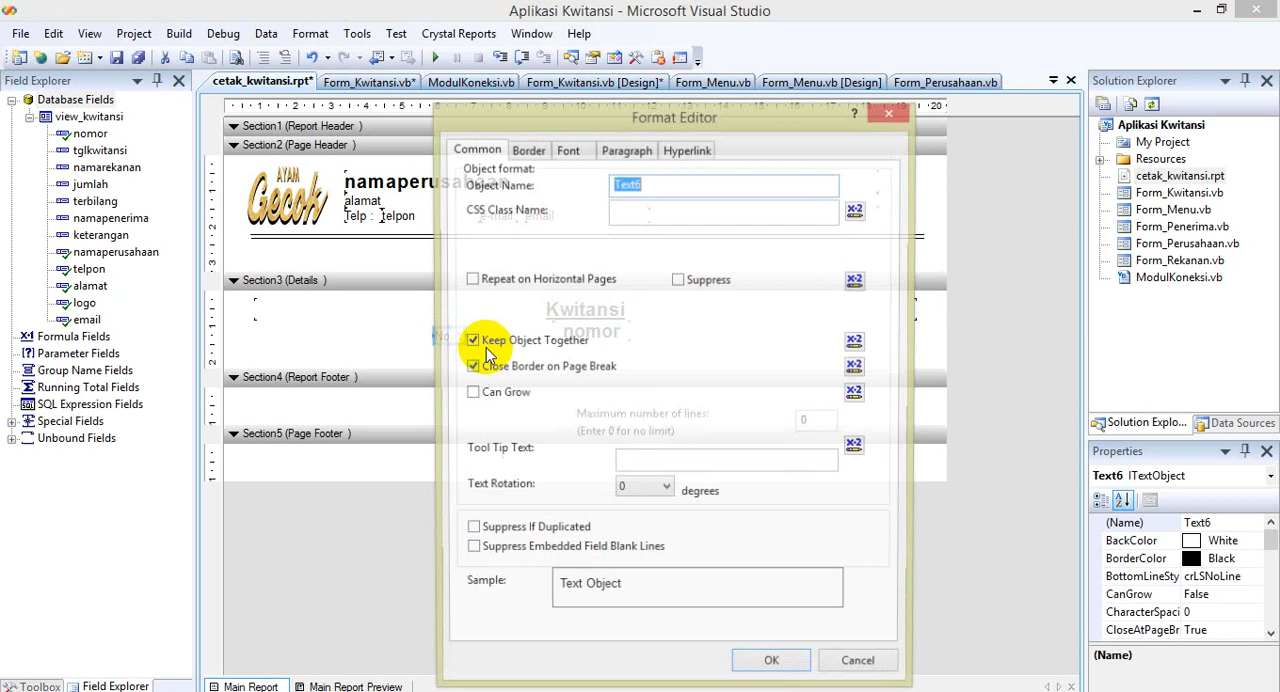 Aplikasi Kwitansi - Microsoft Visual Studio
File Edit View Project Build Debug Data Format Tools Test Crystal Reports Window Help
Field Explorer
Database Fields
view_kwitansi
nomor
tglkwitansi
namarekanan
jumlah
terbilang
namapenerima
keterangan
namaperusahaan
telpon
alamat
logo
email
Formula Fields
Parameter Fields
Group Name Fields
Running Total Fields
SQL Expression Fields
Special Fields
Unbound Fields
Toolbox Field Explorer
cetak_kwitansi.rpt* Form_Kwitansi.vb* ModulKoneksi.vb Form_Kwitansi.vb [Design]* Form_Menu.vb Form_Menu.vb [Design] Form_Perusahaan.vb
Section1 (Report Header )
Section2 (Page Header )
AYAM
Gecok
namaperusahaan
alamat
Telp : telpon
e-mail email
Section3 (Details )
Kwitansi
No
nomor
Section4 (Report Footer )
Section5 (Page Footer )
Main Report Main Report Preview
Format Editor
Common Border Font Paragraph Hyperlink
Object format:
Object Name: Text6
CSS Class Name:
Repeat on Horizontal Pages Suppress
Keep Object Together
Close Border on Page Break
Can Grow
Maximum number of lines: 0
(Enter 0 for no limit)
Tool Tip Text:
Text Rotation: 0 degrees
Suppress If Duplicated
Suppress Embedded Field Blank Lines
Sample: Text Object
OK Cancel
Solution Explorer
Aplikasi Kwitansi
My Project
Resources
cetak_kwitansi.rpt
Form_Kwitansi.vb
Form_Menu.vb
Form_Penerima.vb
Form_Perusahaan.vb
Form_Rekanan.vb
ModulKoneksi.vb
Solution Explo... Data Sources
Properties
Text6 ITextObject
(Name) Text6
BackColor White
BorderColor Black
BottomLineSty crLSNoLine
CanGrow False
CharacterSpaci 0
CloseAtPageBr True
(Name)